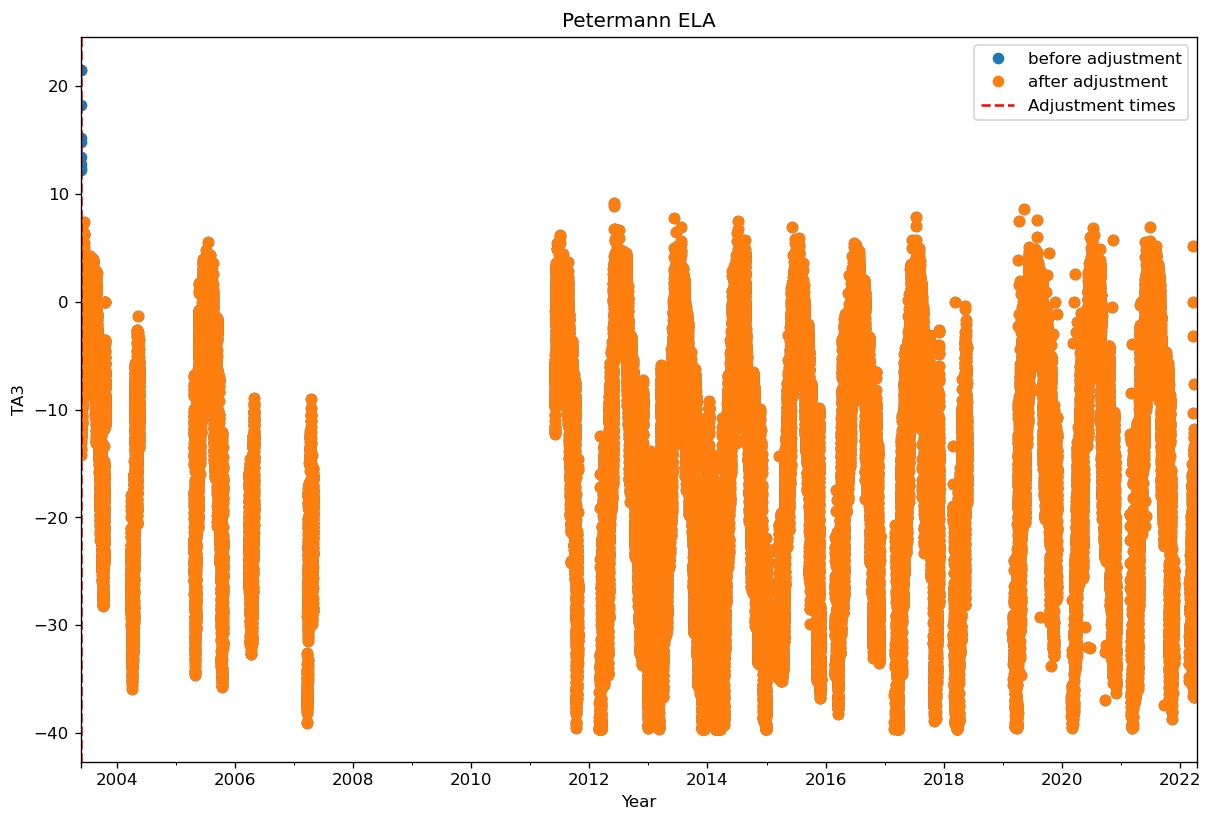 Petermann ELA
before adjustment
after adjustment
Adjustment times
TA3
20
10
0
−10
−20
−30
−40
2004 2006 2008 2010 2012 2014 2016 2018 2020 2022
Year